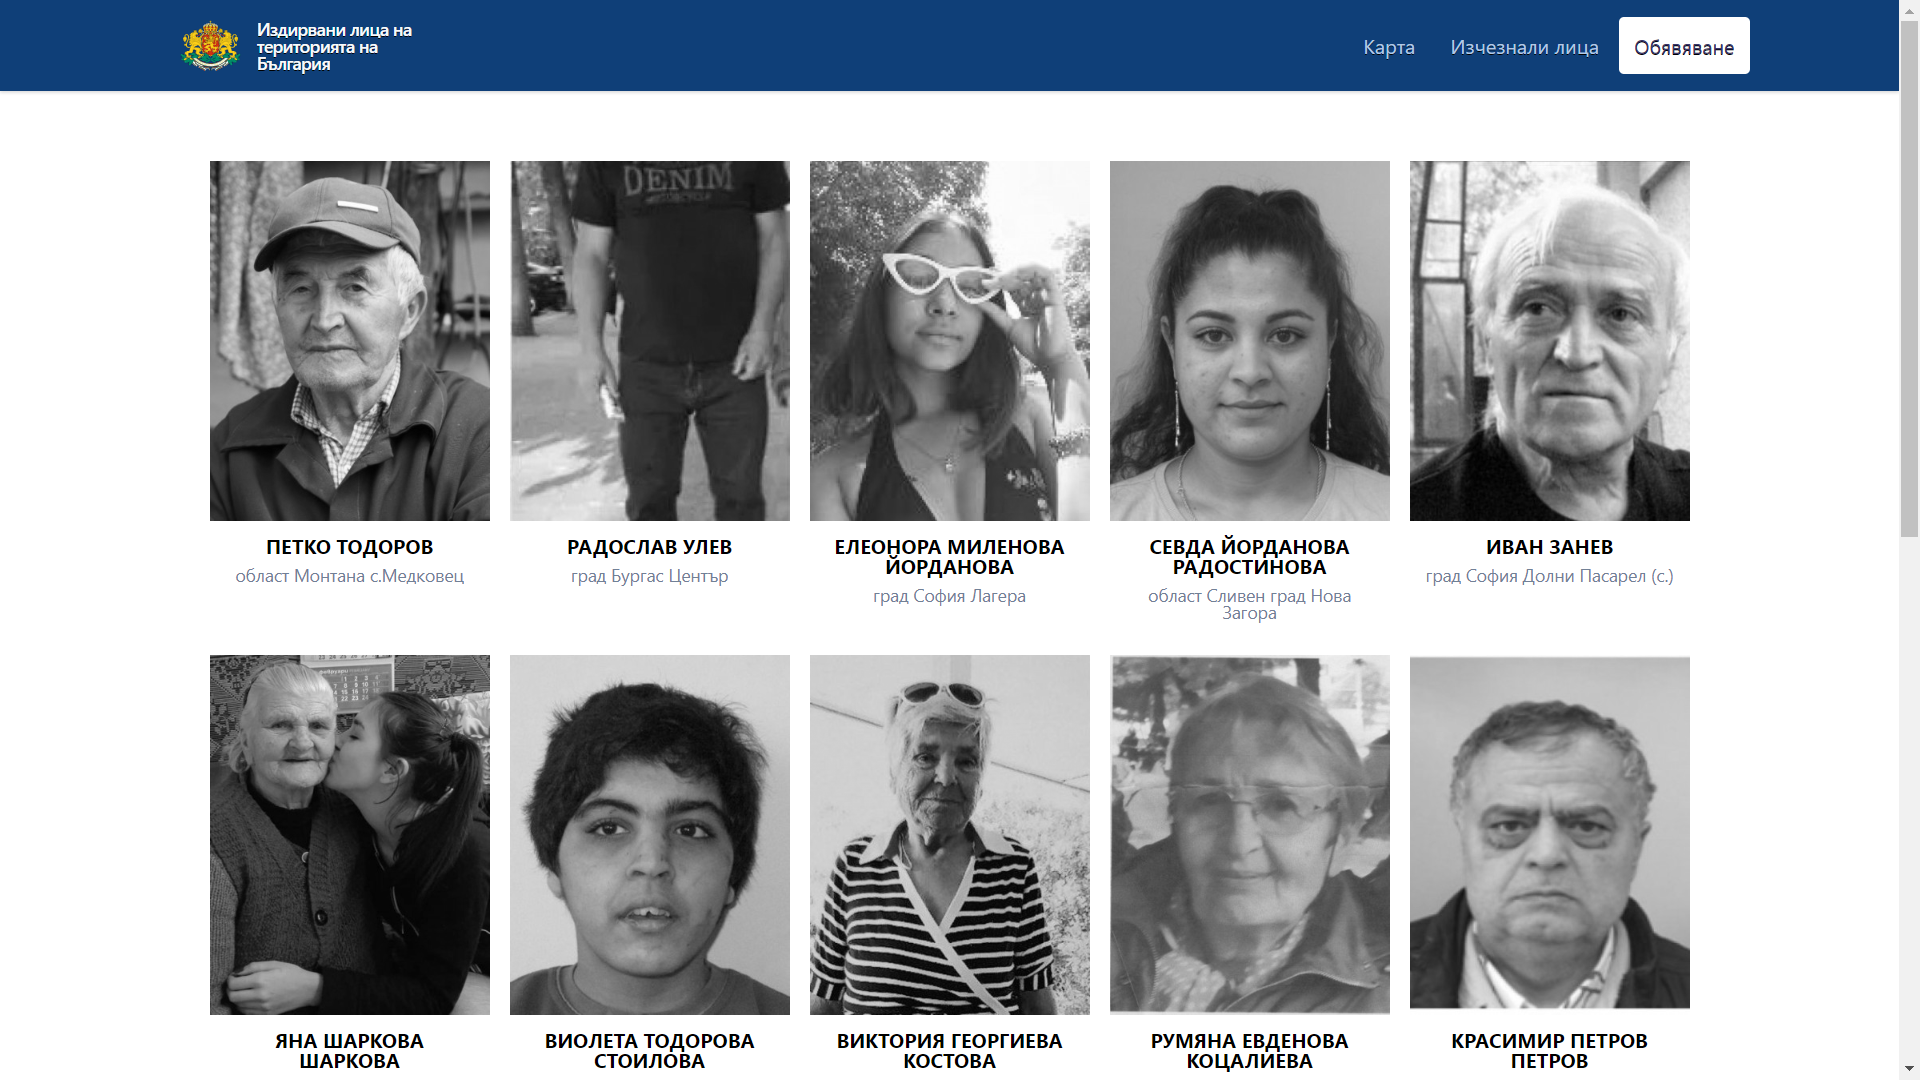 Издирвани лица на
територията на
България
Карта
Изчезнали лица
Обявяване
DENIM
ПЕТКО ТОДОРОВ
област Монтана с.Медковец
РАДОСЛАВ УЛЕВ
град Бургас Център
ЕЛЕОНОРА МИЛЕНОВА
ЙОРДАНОВА
град София Лагера
СЕВДА ЙОРДАНОВА
РАДОСТИНОВА
област Сливен град Нова
Загора
ИВАН ЗАНЕВ
град София Долни Пасарел (с.)
ЯНА ШАРКОВА
ШАРКОВА
ВИОЛЕТА ТОДОРОВА
СТОИЛОВА
ВИКТОРИЯ ГЕОРГИЕВА
КОСТОВА
РУМЯНА ЕВДЕНОВА
КОЦАЛИЕВА
КРАСИМИР ПЕТРОВ
ПЕТРОВ